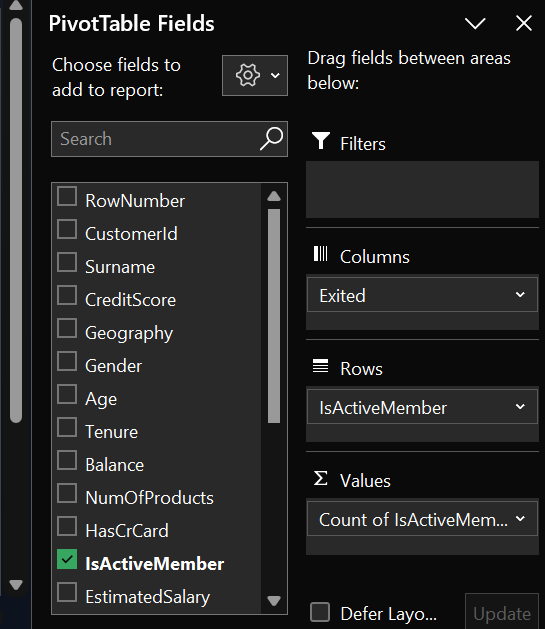 PivotTable Fields
Choose fields to
add to report:
Search
RowNumber
CustomerId
Surname
CreditScore
Geography
Gender
Age
Tenure
Balance
NumOfProducts
HasCrCard
IsActiveMember
EstimatedSalary
Drag fields between areas
below:
Filters
Columns
Exited
Rows
IsActiveMember
Σ Values
Count of IsActiveMem...
Defer Layo...
Update